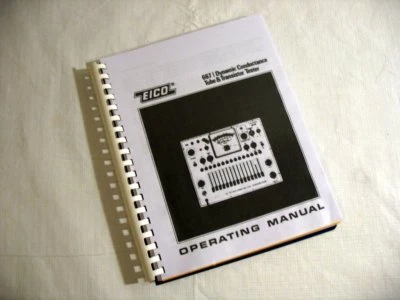 EICO
667 | Dynamic Conductance
Tube & Transistor Tester
OPERATING MANUAL